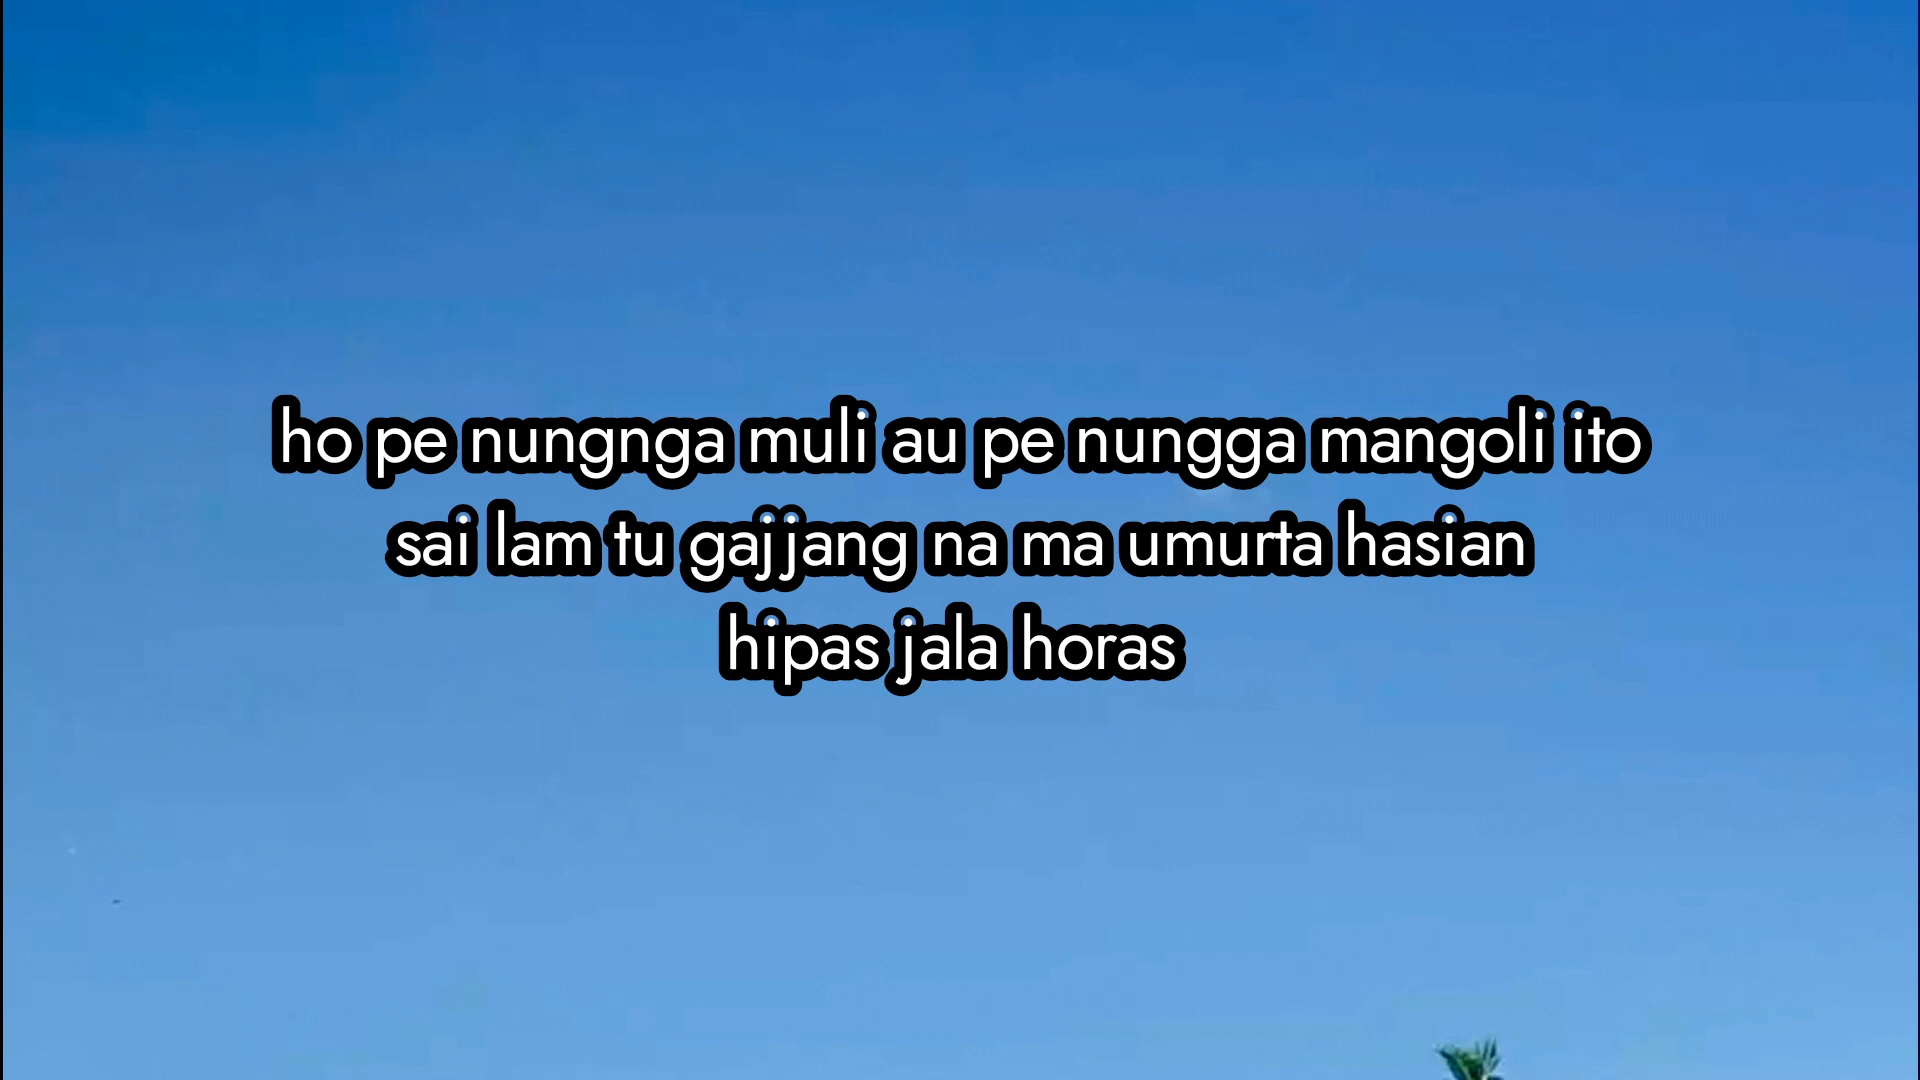 ho pe nungnga muli au pe nungga mangoli ito
sai lam tu gajjang na ma umurta hasian
hipas jala horas